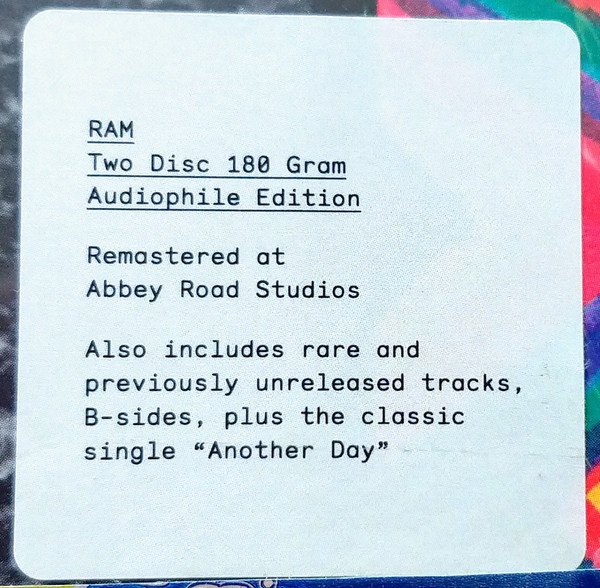 RAM
Two Disc 180 Gram
Audiophile Edition
Remastered at
Abbey Road Studios
Also includes rare and
previously unreleased tracks,
B-sides, plus the classic
single “Another Day”